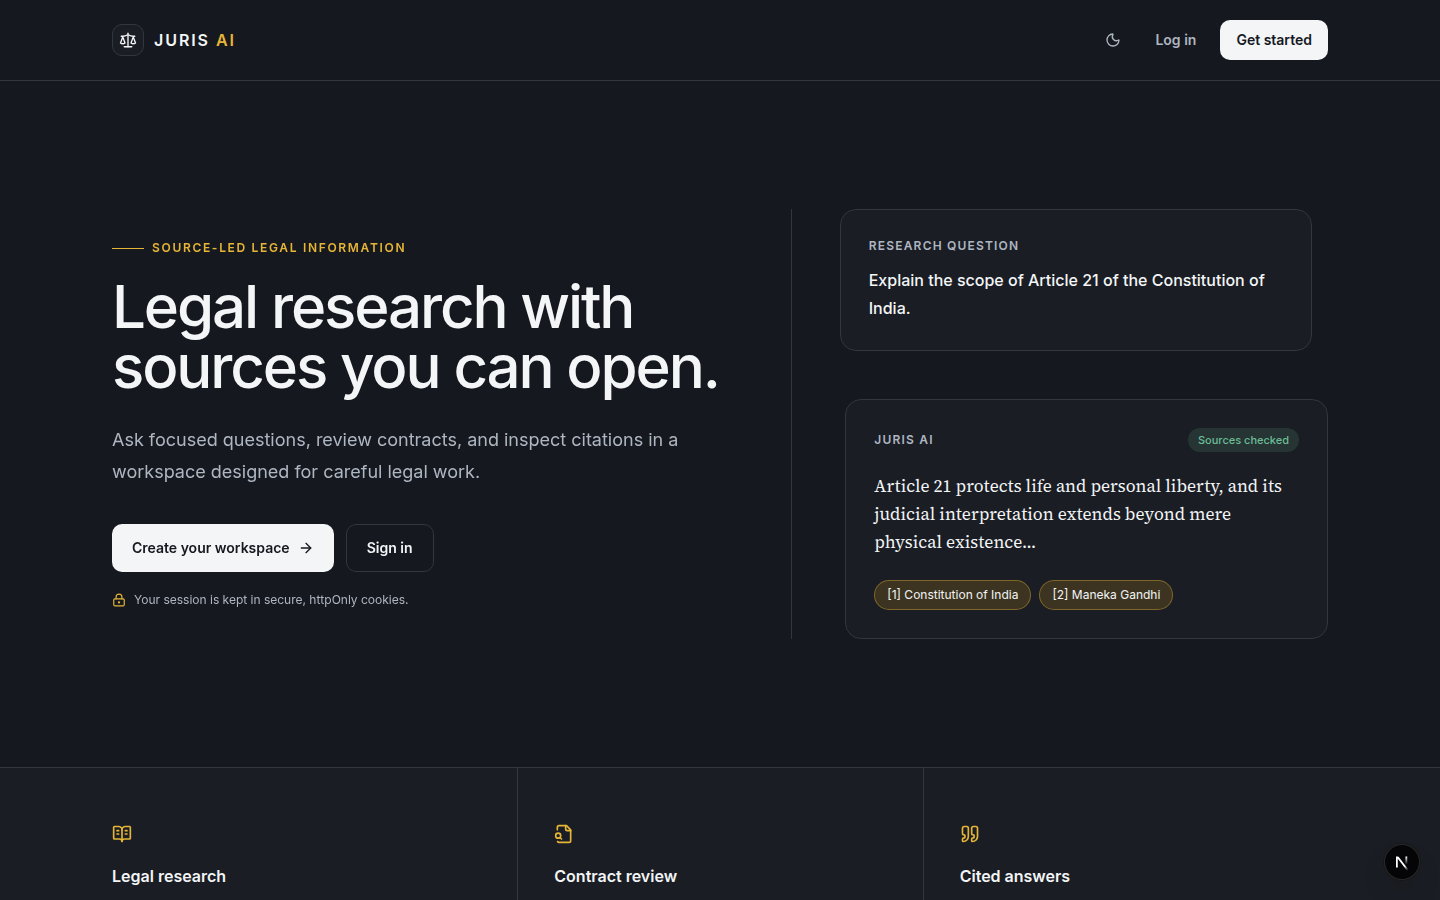 JURIS AI
Log in
Get started
SOURCE-LED LEGAL INFORMATION
Legal research with
sources you can open.
Ask focused questions, review contracts, and inspect citations in a
workspace designed for careful legal work.
Create your workspace
Sign in
Your session is kept in secure, httpOnly cookies.
RESEARCH QUESTION
Explain the scope of Article 21 of the Constitution of
India.
JURIS AI
Sources checked
Article 21 protects life and personal liberty, and its
judicial interpretation extends beyond mere
physical existence...
[1] Constitution of India
[2] Maneka Gandhi
Legal research
Contract review
Cited answers
N